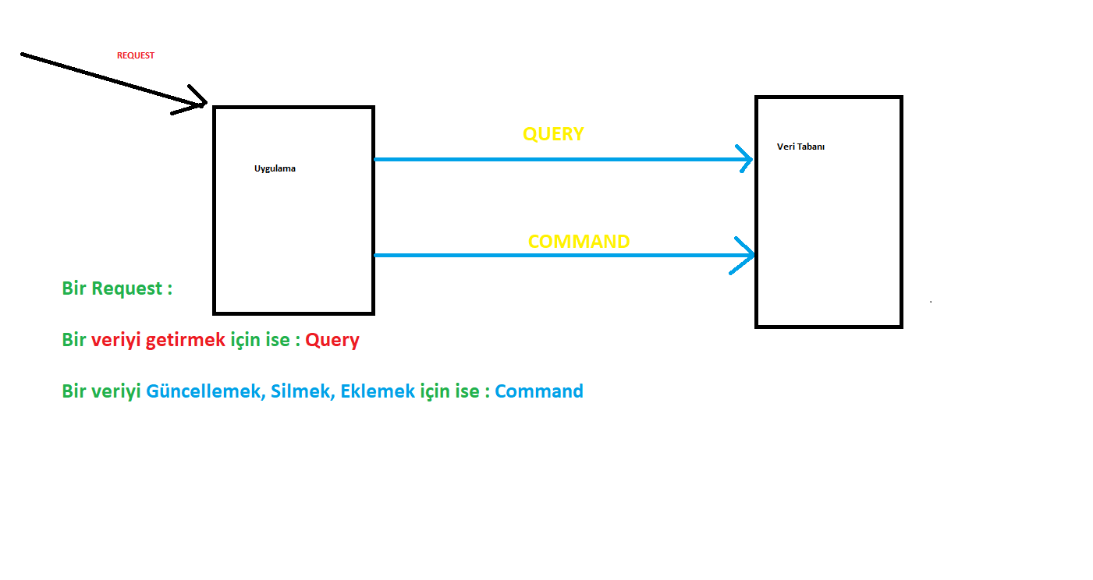 REQUEST
QUERY
Veri Tabanı
Uygulama
COMMAND
Bir Request :
Bir veriyi getirmek için ise : Query
Bir veriyi Güncellemek, Silmek, Eklemek için ise : Command